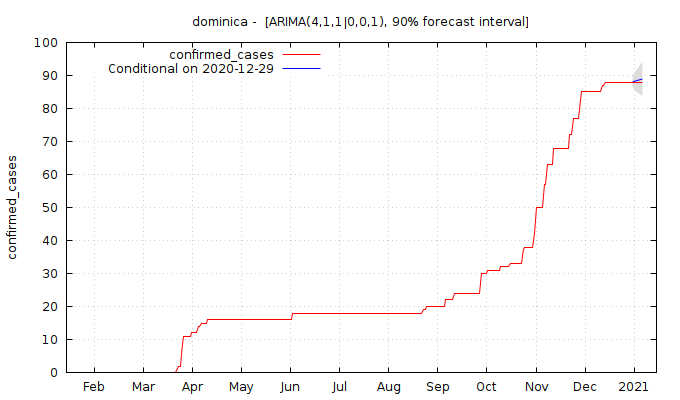 dominica -  [ARIMA(4,1,1|0,0,1), 90% forecast interval]
confirmed_cases
Conditional on 2020-12-29
100
90
80
70
60
50
40
30
20
10
0
confirmed_cases
Feb Mar Apr May Jun Jul Aug Sep Oct Nov Dec 2021